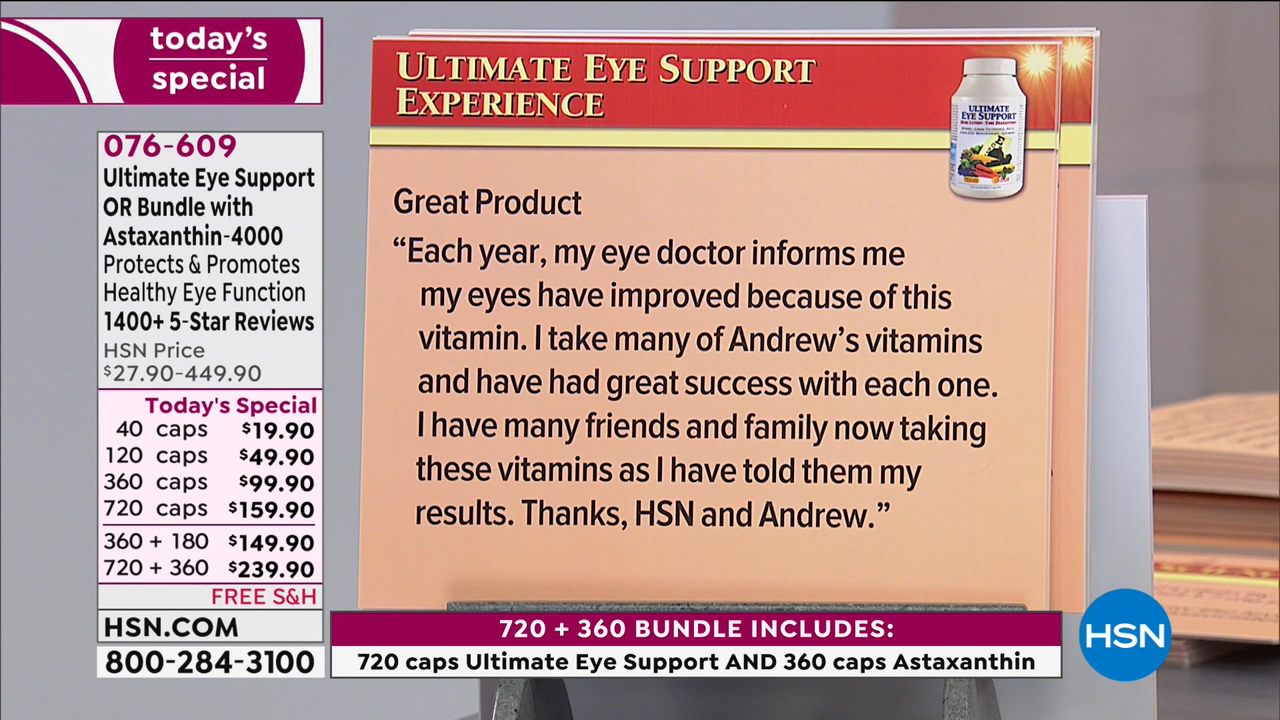 today's
special
076-609
Ultimate Eye Support
OR Bundle with
Astaxanthin-4000
Protects & Promotes
Healthy Eye Function
1400+ 5-Star Reviews
HSN Price
$27.90-449.90
Today's Special
40 caps $19.90
120 caps $49.90
360 caps $99.90
720 caps $159.90
360 + 180 $149.90
720 + 360 $239.90
FREE S&H
HSN.COM
800-284-3100
ULTIMATE EYE SUPPORT
EXPERIENCE
ULTIMATE
EYE SUPPORT
Great Product
“Each year, my eye doctor informs me
my eyes have improved because of this
vitamin. I take many of Andrew’s vitamins
and have had great success with each one.
I have many friends and family now taking
these vitamins as I have told them my
results. Thanks, HSN and Andrew.”
720 + 360 BUNDLE INCLUDES:
720 caps Ultimate Eye Support AND 360 caps Astaxanthin
HSN